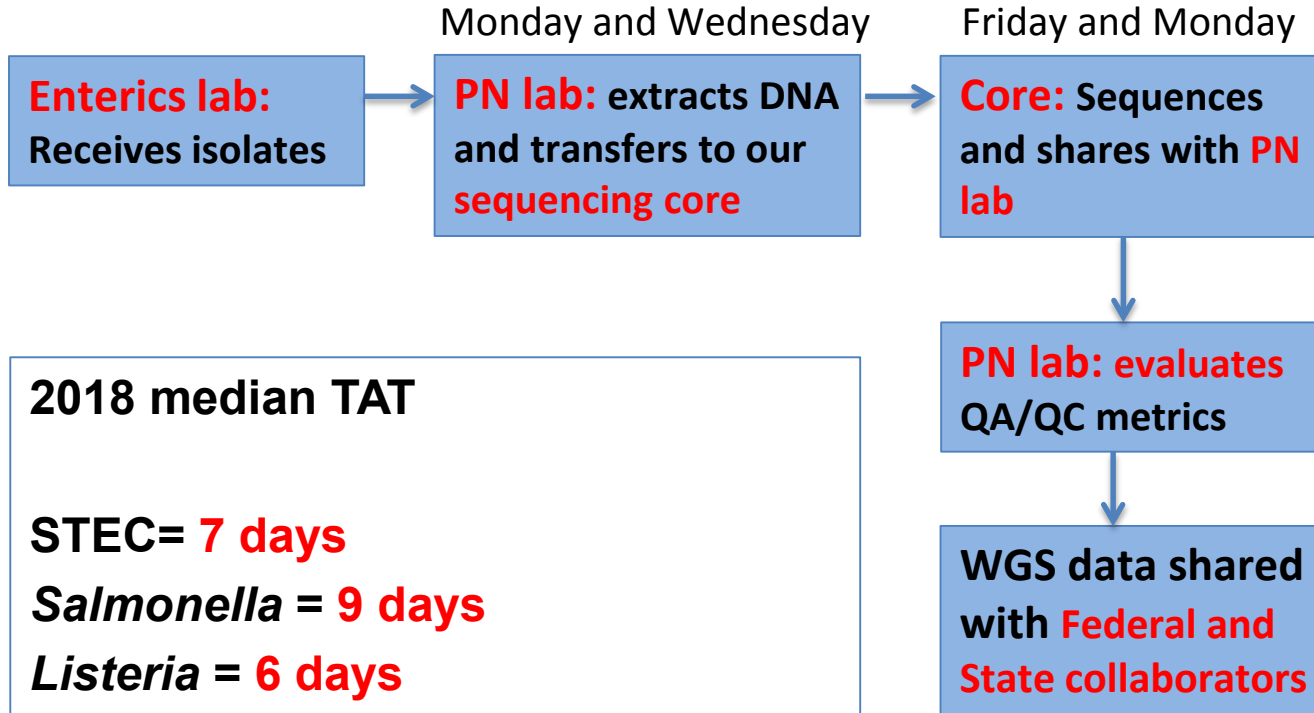 Monday and Wednesday
Friday and Monday
Enterics lab:
Receives isolates
PN lab: extracts DNA
and transfers to our
sequencing core
Core: Sequences
and shares with PN
lab
PN lab: evaluates
QA/QC metrics
WGS data shared
with Federal and
State collaborators
2018 median TAT
STEC= 7 days
Salmonella = 9 days
Listeria = 6 days